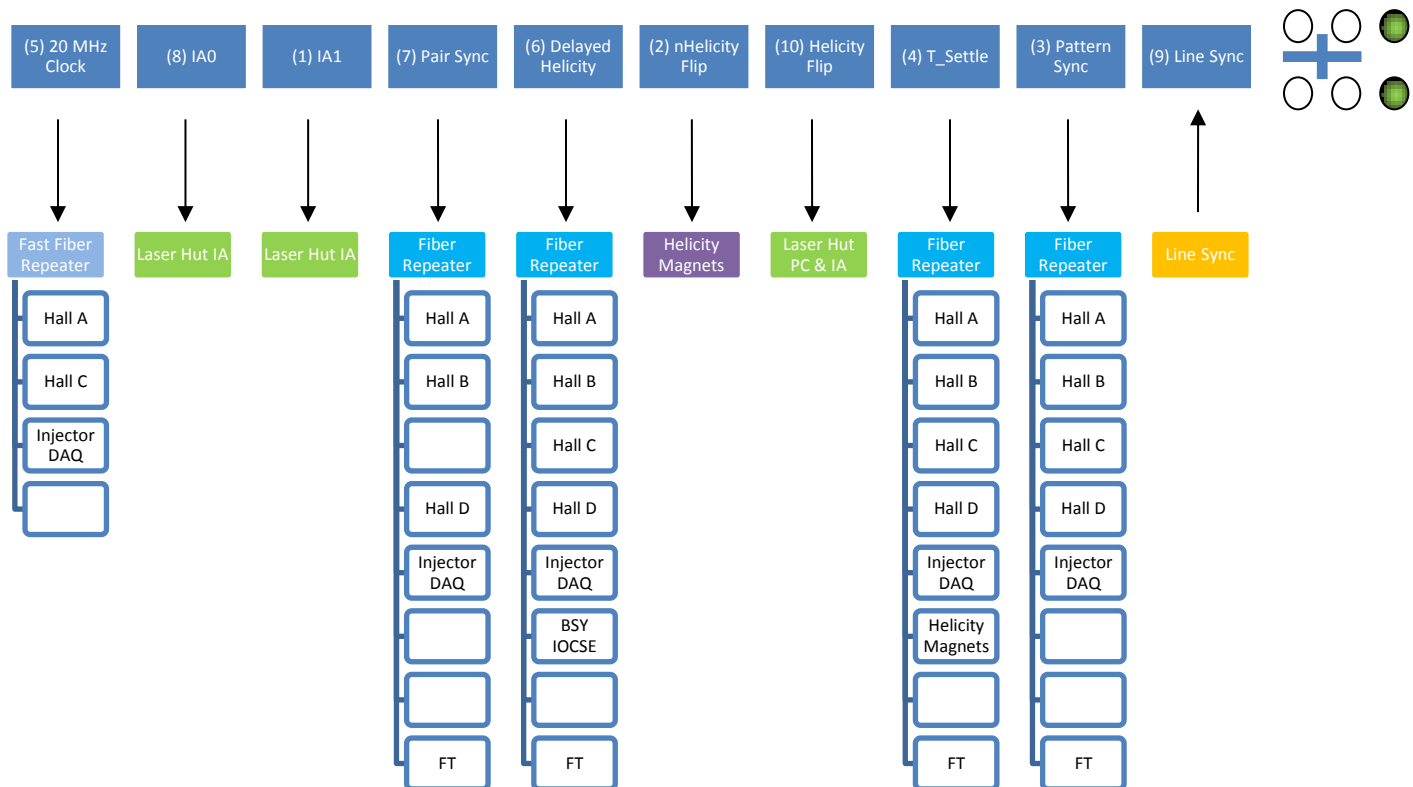 (5) 20 MHz
Clock
(8) IA0
(1) IA1
(7) Pair Sync
(6) Delayed
Helicity
(2) nHelicity
Flip
(10) Helicity
Flip
(4) T_Settle
(3) Pattern
Sync
(9) Line Sync
Fast Fiber
Repeater
Laser Hut IA
Laser Hut IA
Fiber
Repeater
Fiber
Repeater
Helicity
Magnets
Laser Hut
PC & IA
Fiber
Repeater
Fiber
Repeater
Line Sync
Hall A
Hall C
Injector
DAQ
Hall A
Hall B
Hall D
Injector
DAQ
FT
Hall A
Hall B
Hall C
Hall D
Injector
DAQ
BSY
IOCSE
FT
Hall A
Hall B
Hall C
Hall D
Injector
DAQ
Helicity
Magnets
FT
Hall A
Hall B
Hall C
Hall D
Injector
DAQ
FT